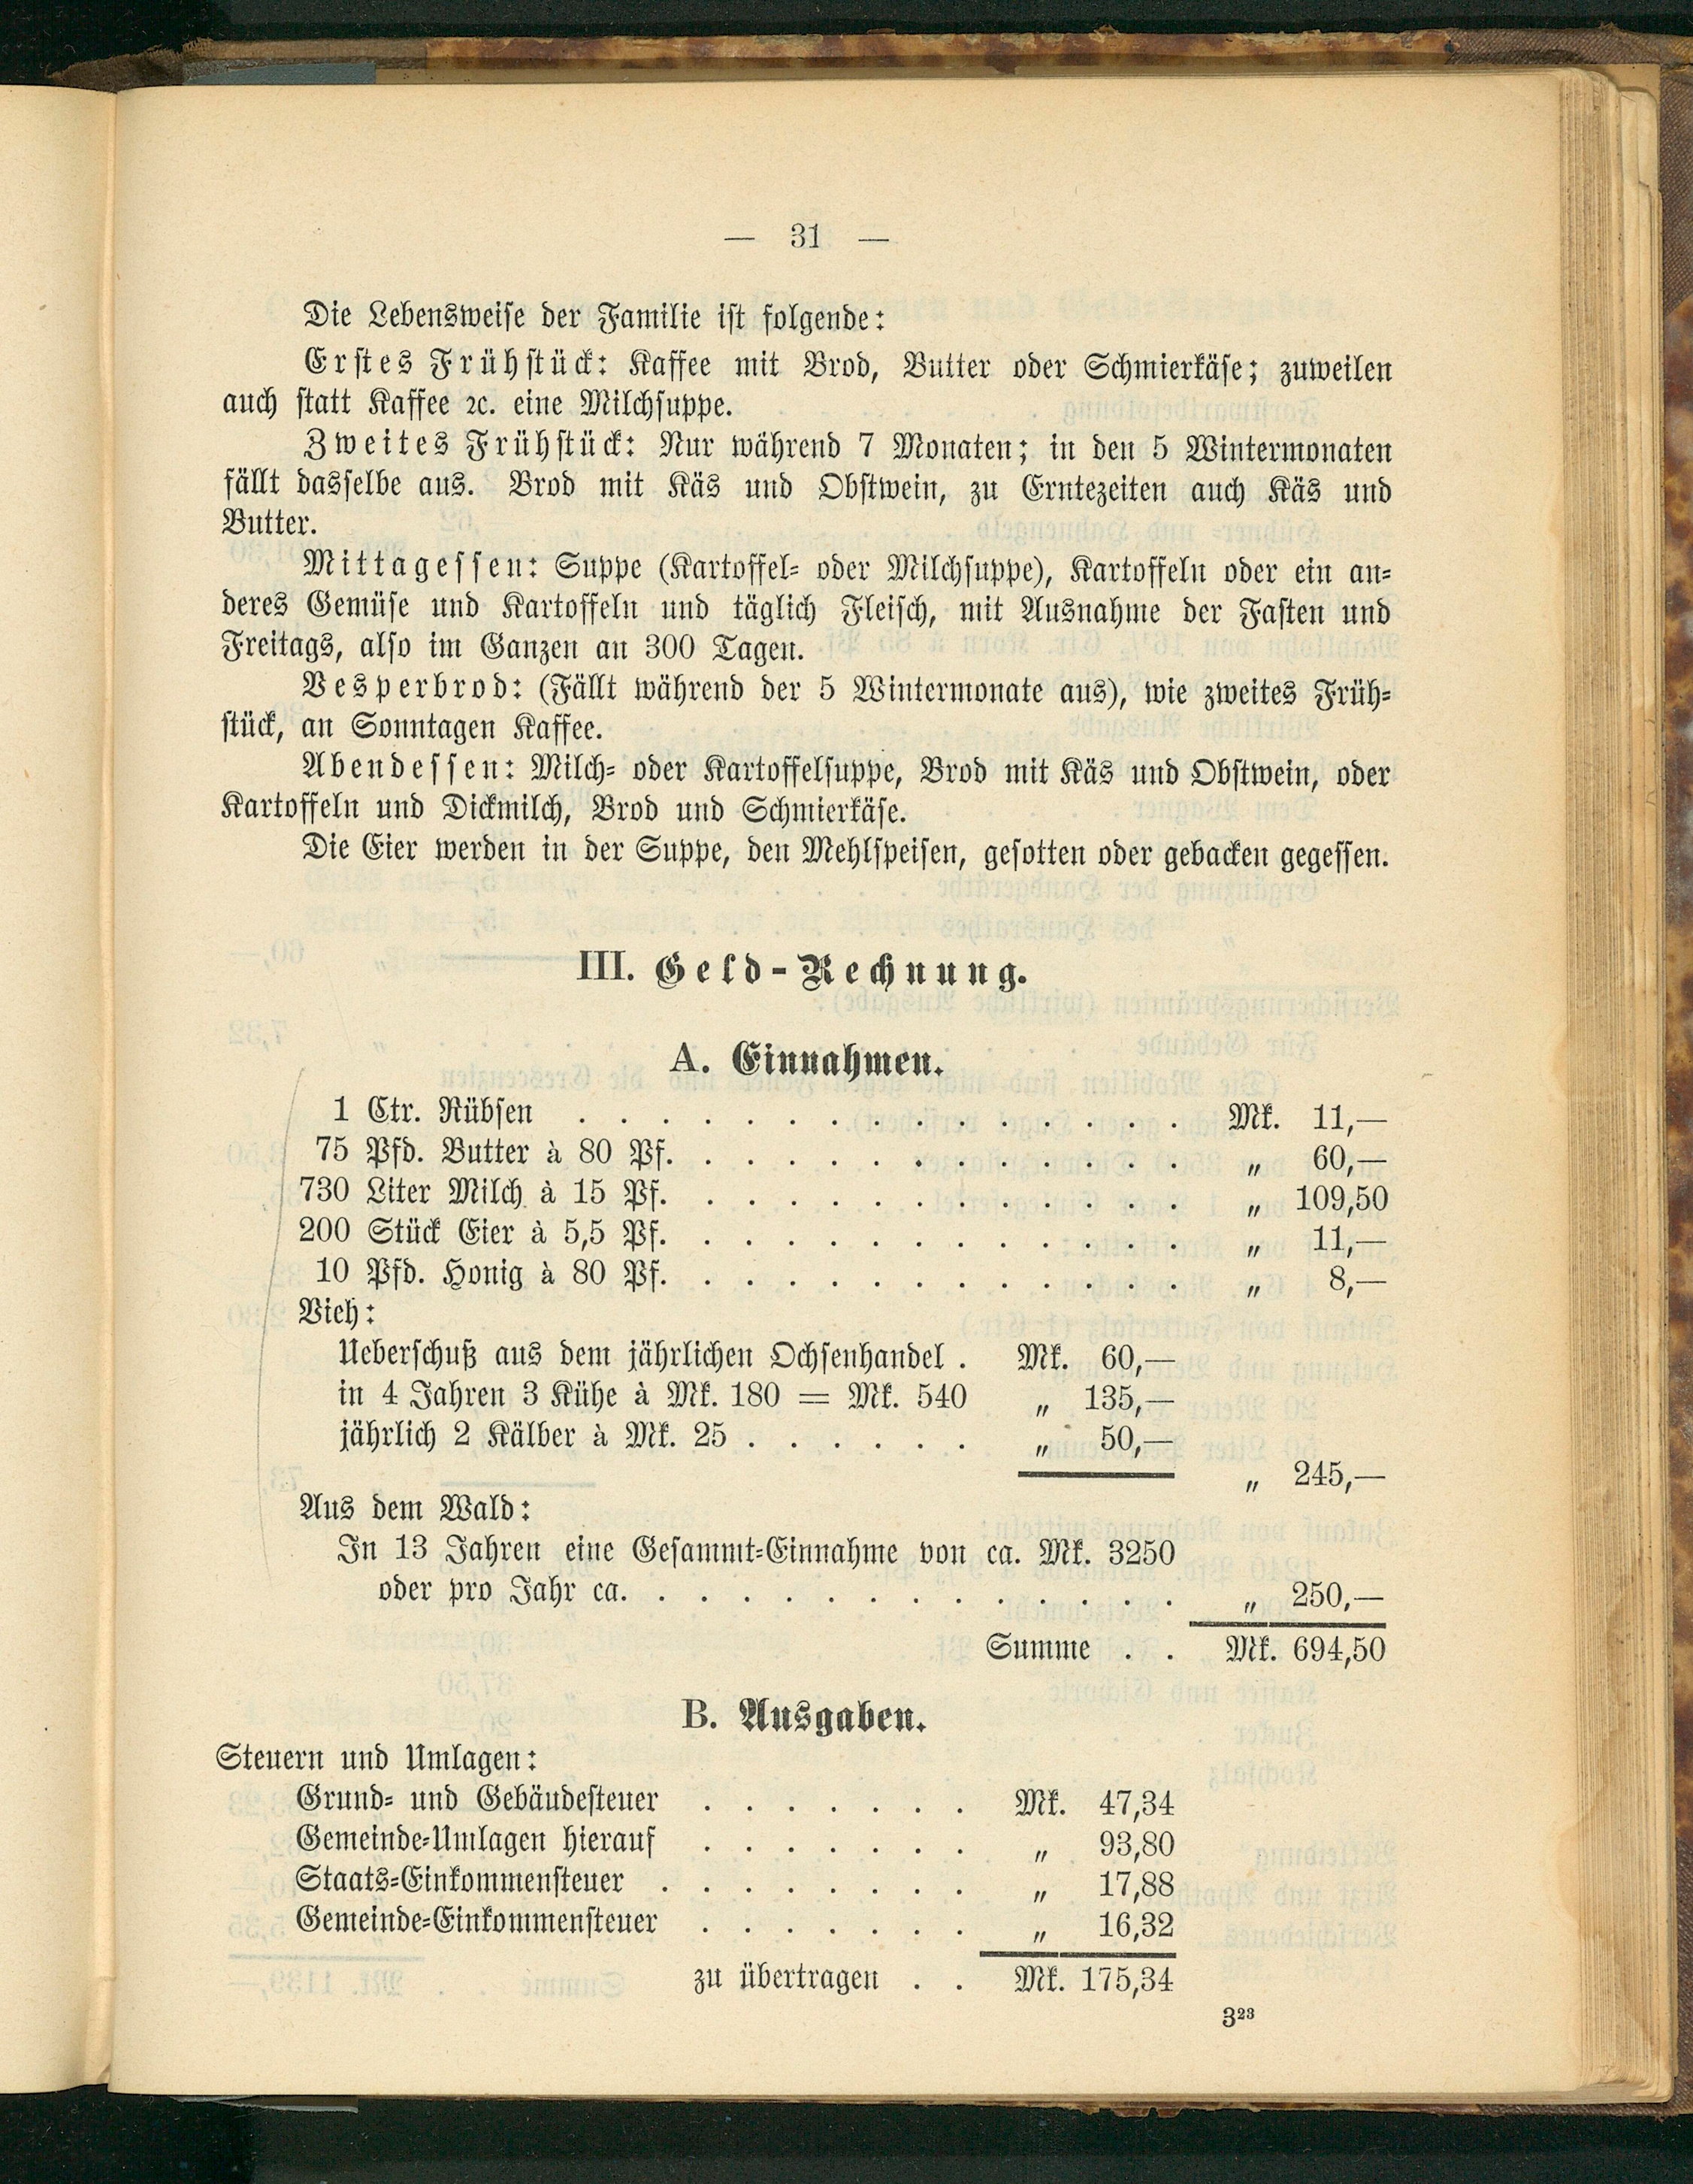 — 31 —
Die Lebensweise der Familie ist folgende:
Erstes Frühstück: Kaffee mit Brod, Butter oder Schmierkäse; zuweilen
auch statt Kaffee ꝛc. eine Milchsuppe.
Zweites Frühstück: Nur während 7 Monaten; in den 5 Wintermonaten
fällt dasselbe aus. Brod mit Käs und Obstwein, zu Erntezeiten auch Käs und
Butter.
Mittagessen: Suppe (Kartoffel- oder Milchsuppe), Kartoffeln oder ein an-
deres Gemüse und Kartoffeln und täglich Fleisch, mit Ausnahme der Fasten und
Freitags, also im Ganzen an 300 Tagen.
Vesperbrod: (Fällt während der 5 Wintermonate aus), wie zweites Früh-
stück, an Sonntagen Kaffee.
Abendessen: Milch- oder Kartoffelsuppe, Brod mit Käs und Obstwein, oder
Kartoffeln und Dickmilch, Brod und Schmierkäse.
Die Eier werden in der Suppe, den Mehlspeisen, gesotten oder gebacken gegessen.
III. Geld-Rechnung.
A. Einnahmen.
1 Ctr. Rübsen . . . . . . . . . . . . . . . Mk. 11,—
75 Pfd. Butter à 80 Pf. . . . . . . . . . . . . „ 60,—
730 Liter Milch à 15 Pf. . . . . . . . . . . . . „ 109,50
200 Stück Eier à 5,5 Pf. . . . . . . . . . . . . „ 11,—
10 Pfd. Honig à 80 Pf. . . . . . . . . . . . . „ 8,—
Vieh:
Ueberschuß aus dem jährlichen Ochsenhandel . Mk. 60,—
in 4 Jahren 3 Kühe à Mk. 180 = Mk. 540 „ 135,—
jährlich 2 Kälber à Mk. 25 . . . . . . „ 50,—
„ 245,—
Aus dem Wald:
In 13 Jahren eine Gesammt-Einnahme von ca. Mk. 3250
oder pro Jahr ca. . . . . . . . . . . . . . „ 250,—
Summe . . Mk. 694,50
B. Ausgaben.
Steuern und Umlagen:
Grund- und Gebäudesteuer . . . . . . . Mk. 47,34
Gemeinde-Umlagen hierauf . . . . . . . „ 93,80
Staats-Einkommensteuer . . . . . . . . „ 17,88
Gemeinde-Einkommensteuer . . . . . . . „ 16,32
zu übertragen . . Mk. 175,34
3²³